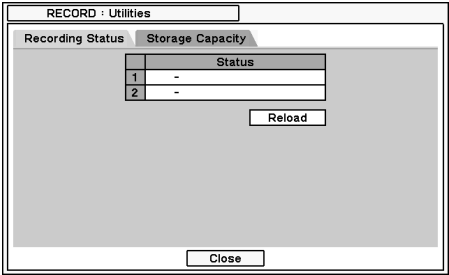 RECORD : Utilities
Recording Status Storage Capacity
Status
1 -
2 -
Reload
Close